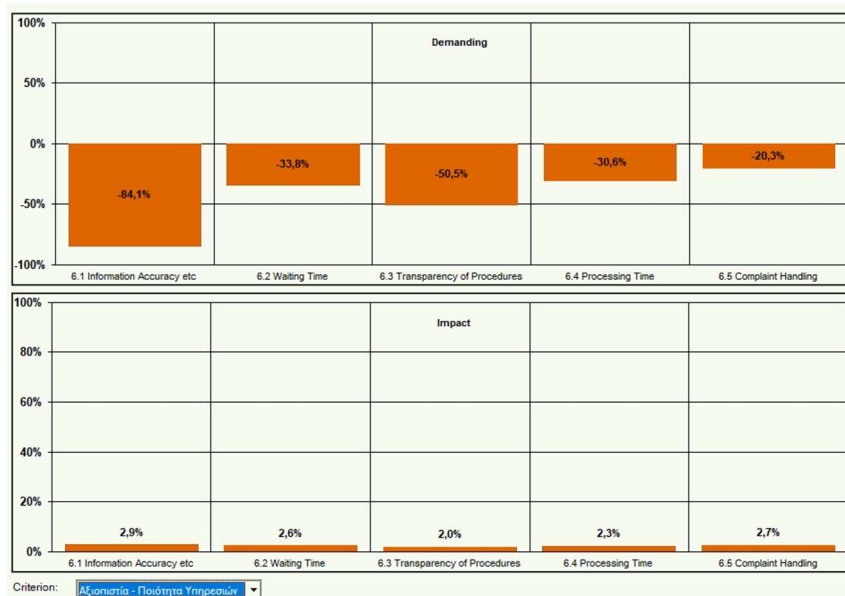 100%
Demanding
50%
0%
-20,3%
-33,8%
-30,6%
-50,5%
-84,1%
-50%
-100%
6.1 Information Accuracy etc 6.2 Waiting Time 6.3 Transparency of Procedures 6.4 Processing Time 6.5 Complaint Handling
100%
Impact
80%
60%
40%
20%
2,9% 2,6% 2,0% 2,3% 2,7%
0%
6.1 Information Accuracy etc 6.2 Waiting Time 6.3 Transparency of Procedures 6.4 Processing Time 6.5 Complaint Handling
Criterion: Αξιοπιστία - Ποιότητα Υπηρεσιών